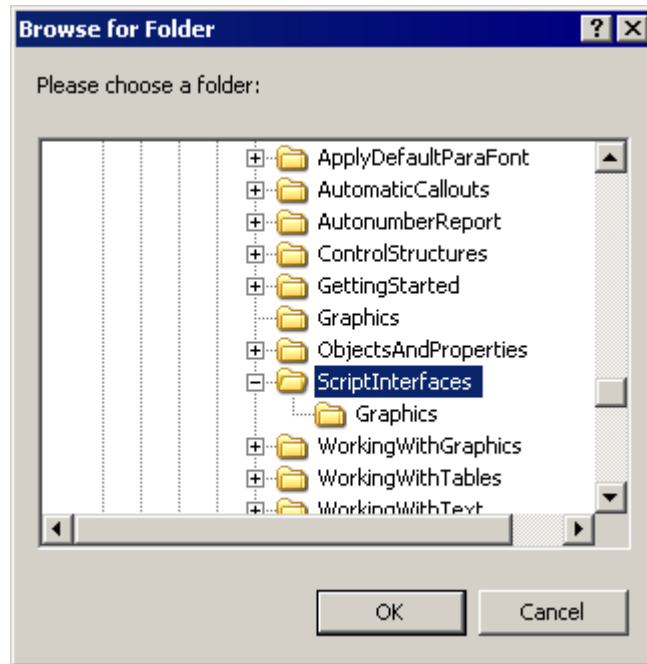 Browse for Folder
Please choose a folder:
ApplyDefaultParaFont
AutomaticCallouts
AutonumberReport
ControlStructures
GettingStarted
Graphics
ObjectsAndProperties
ScriptInterfaces
Graphics
WorkingWithGraphics
WorkingWithTables
WorkingWithText
OK Cancel